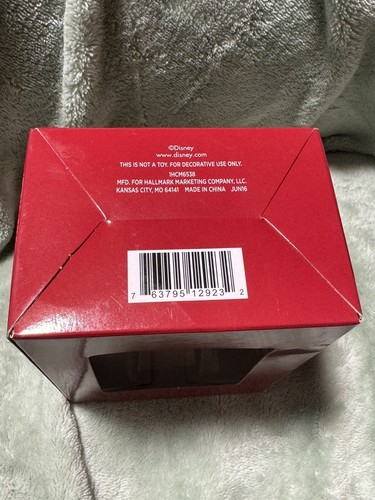 ©Disney
www.disney.com
THIS IS NOT A TOY. FOR DECORATIVE USE ONLY.
1HCM6538
MFD. FOR HALLMARK MARKETING COMPANY, LLC.
KANSAS CITY, MO 64141 MADE IN CHINA JUN16
7 63795 12923 2